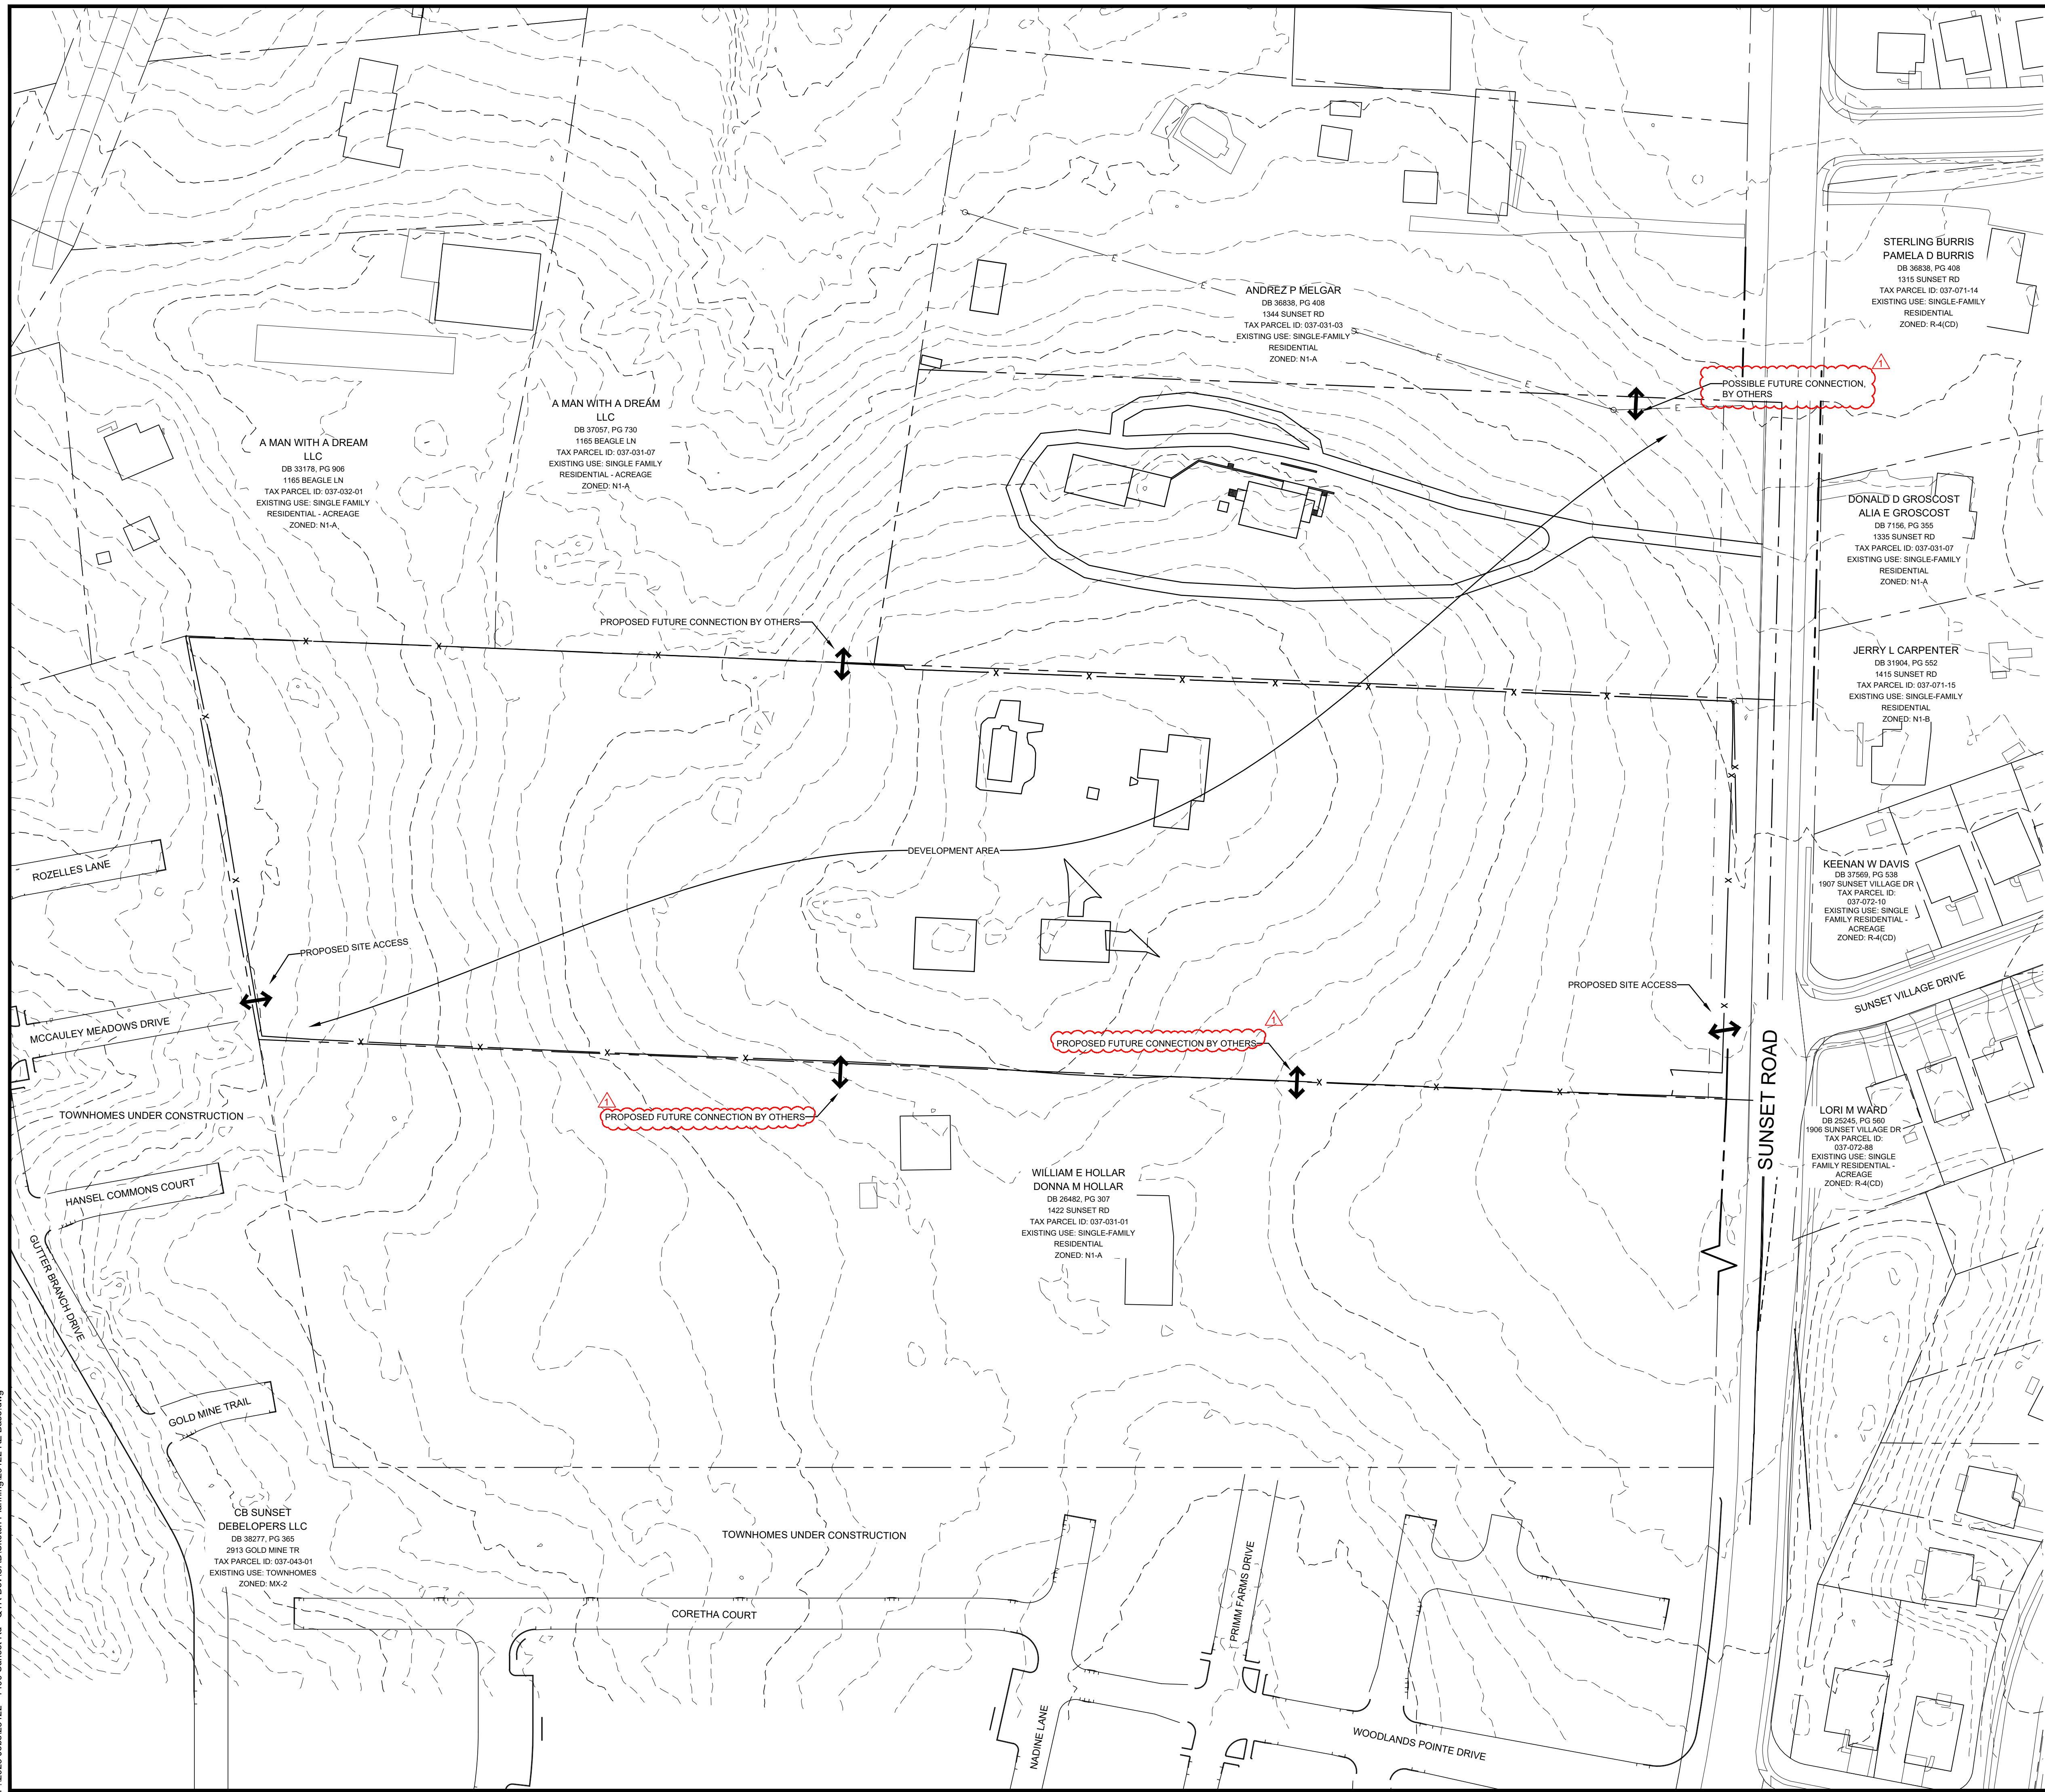 STERLING BURRIS
PAMELA D BURRIS
DB 36838, PG 408
1315 SUNSET RD
TAX PARCEL ID: 037-071-14
EXISTING USE: SINGLE-FAMILY
RESIDENTIAL
ZONED: R-4(CD)
ANDREZ P MELGAR
DB 36838, PG 408
1344 SUNSET RD
TAX PARCEL ID: 037-031-03
EXISTING USE: SINGLE-FAMILY
RESIDENTIAL
ZONED: N1-A
1
POSSIBLE FUTURE CONNECTION,
BY OTHERS
A MAN WITH A DREAM
LLC
DB 37057, PG 730
1165 BEAGLE LN
TAX PARCEL ID: 037-031-07
EXISTING USE: SINGLE FAMILY
RESIDENTIAL - ACREAGE
ZONED: N1-A
A MAN WITH A DREAM
LLC
DB 33178, PG 906
1165 BEAGLE LN
TAX PARCEL ID: 037-032-01
EXISTING USE: SINGLE FAMILY
RESIDENTIAL - ACREAGE
ZONED: N1-A
DONALD D GROSCOST
ALIA E GROSCOST
DB 7156, PG 355
1335 SUNSET RD
TAX PARCEL ID: 037-031-07
EXISTING USE: SINGLE-FAMILY
RESIDENTIAL
ZONED: N1-A
PROPOSED FUTURE CONNECTION BY OTHERS
JERRY L CARPENTER
DB 31904, PG 552
1415 SUNSET RD
TAX PARCEL ID: 037-071-15
EXISTING USE: SINGLE-FAMILY
RESIDENTIAL
ZONED: N1-B
DEVELOPMENT AREA
ROZELLES LANE
KEENAN W DAVIS
DB 37569, PG 538
1907 SUNSET VILLAGE DR
TAX PARCEL ID:
037-072-10
EXISTING USE: SINGLE
FAMILY RESIDENTIAL -
ACREAGE
ZONED: R-4(CD)
PROPOSED SITE ACCESS
PROPOSED SITE ACCESS
SUNSET VILLAGE DRIVE
MCCAULEY MEADOWS DRIVE
1
PROPOSED FUTURE CONNECTION BY OTHERS
SUNSET ROAD
1
PROPOSED FUTURE CONNECTION BY OTHERS
TOWNHOMES UNDER CONSTRUCTION
LORI M WARD
DB 25245, PG 560
1906 SUNSET VILLAGE DR
TAX PARCEL ID:
037-072-88
EXISTING USE: SINGLE
FAMILY RESIDENTIAL -
ACREAGE
ZONED: R-4(CD)
WILLIAM E HOLLAR
DONNA M HOLLAR
DB 26482, PG 307
1422 SUNSET RD
TAX PARCEL ID: 037-031-01
EXISTING USE: SINGLE-FAMILY
RESIDENTIAL
ZONED: N1-A
HANSEL COMMONS COURT
GUTTER BRANCH DRIVE
GOLD MINE TRAIL
CB SUNSET
DEBELOPERS LLC
DB 38277, PG 365
2913 GOLD MINE TR
TAX PARCEL ID: 037-043-01
EXISTING USE: TOWNHOMES
ZONED: MX-2
TOWNHOMES UNDER CONSTRUCTION
CORETHA COURT
PRIMM FARMS DRIVE
NADINE LANE
WOODLANDS POINTE DRIVE